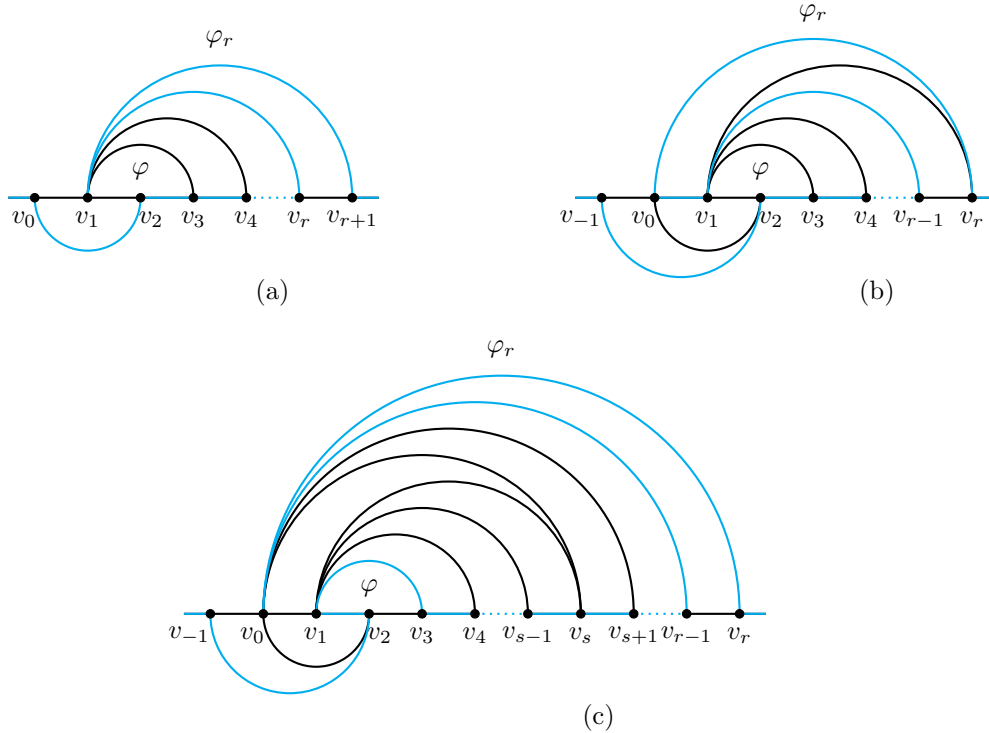 φ_r
φ
v_0 v_1 v_2 v_3 v_4 v_r v_{r+1}
(a)
φ_r
φ
v_{-1} v_0 v_1 v_2 v_3 v_4 v_{r-1} v_r
(b)
φ_r
φ
v_{-1} v_0 v_1 v_2 v_3 v_4 v_{s-1} v_s v_{s+1} v_{r-1} v_r
(c)